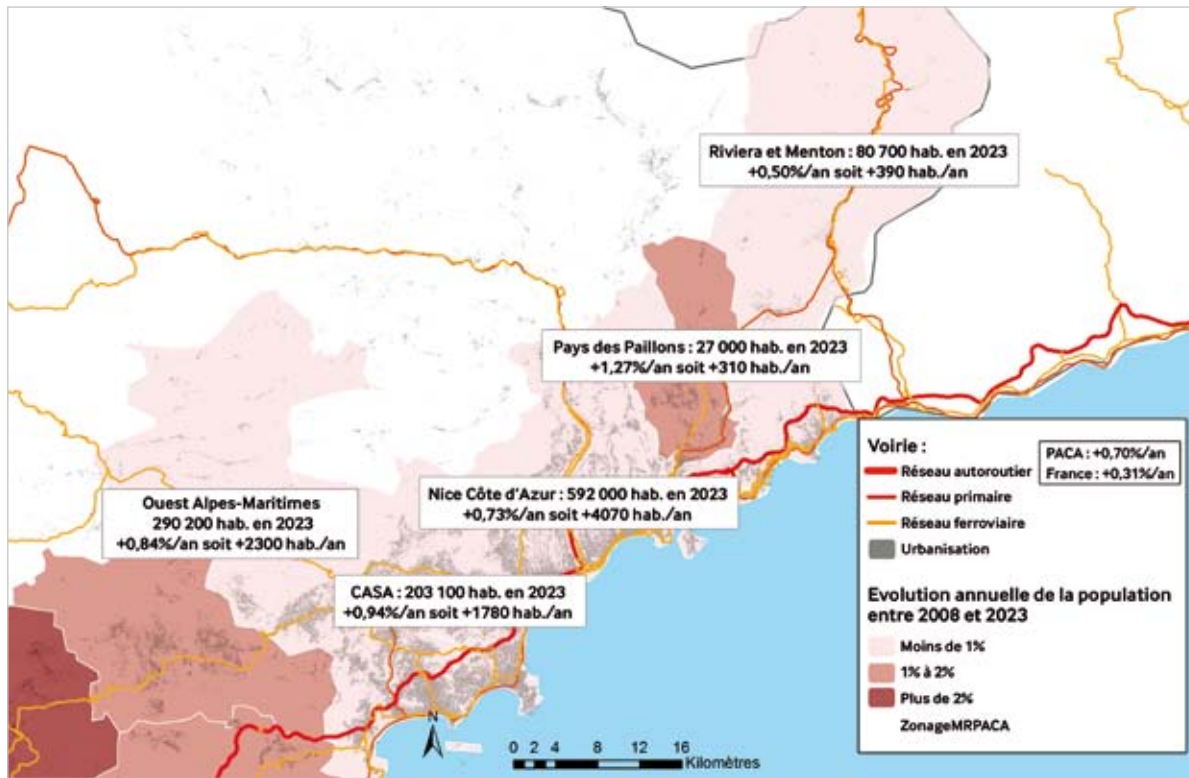 Riviera et Menton : 80 700 hab. en 2023
+0,50%/an soit +390 hab./an
Pays des Paillons : 27 000 hab. en 2023
+1,27%/an soit +310 hab./an
Ouest Alpes-Maritimes
290 200 hab. en 2023
+0,84%/an soit +2300 hab./an
Nice Côte d'Azur : 592 000 hab. en 2023
+0,73%/an soit +4070 hab./an
CASA : 203 100 hab. en 2023
+0,94%/an soit +1780 hab./an
Voirie :
Réseau autoroutier
Réseau primaire
Réseau ferroviaire
Urbanisation
PACA : +0,70%/an
France : +0,31%/an
Evolution annuelle de la population
entre 2008 et 2023
Moins de 1%
1% à 2%
Plus de 2%
ZonageMRPACA
N
0 2 4 8 12 16
Kilomètres